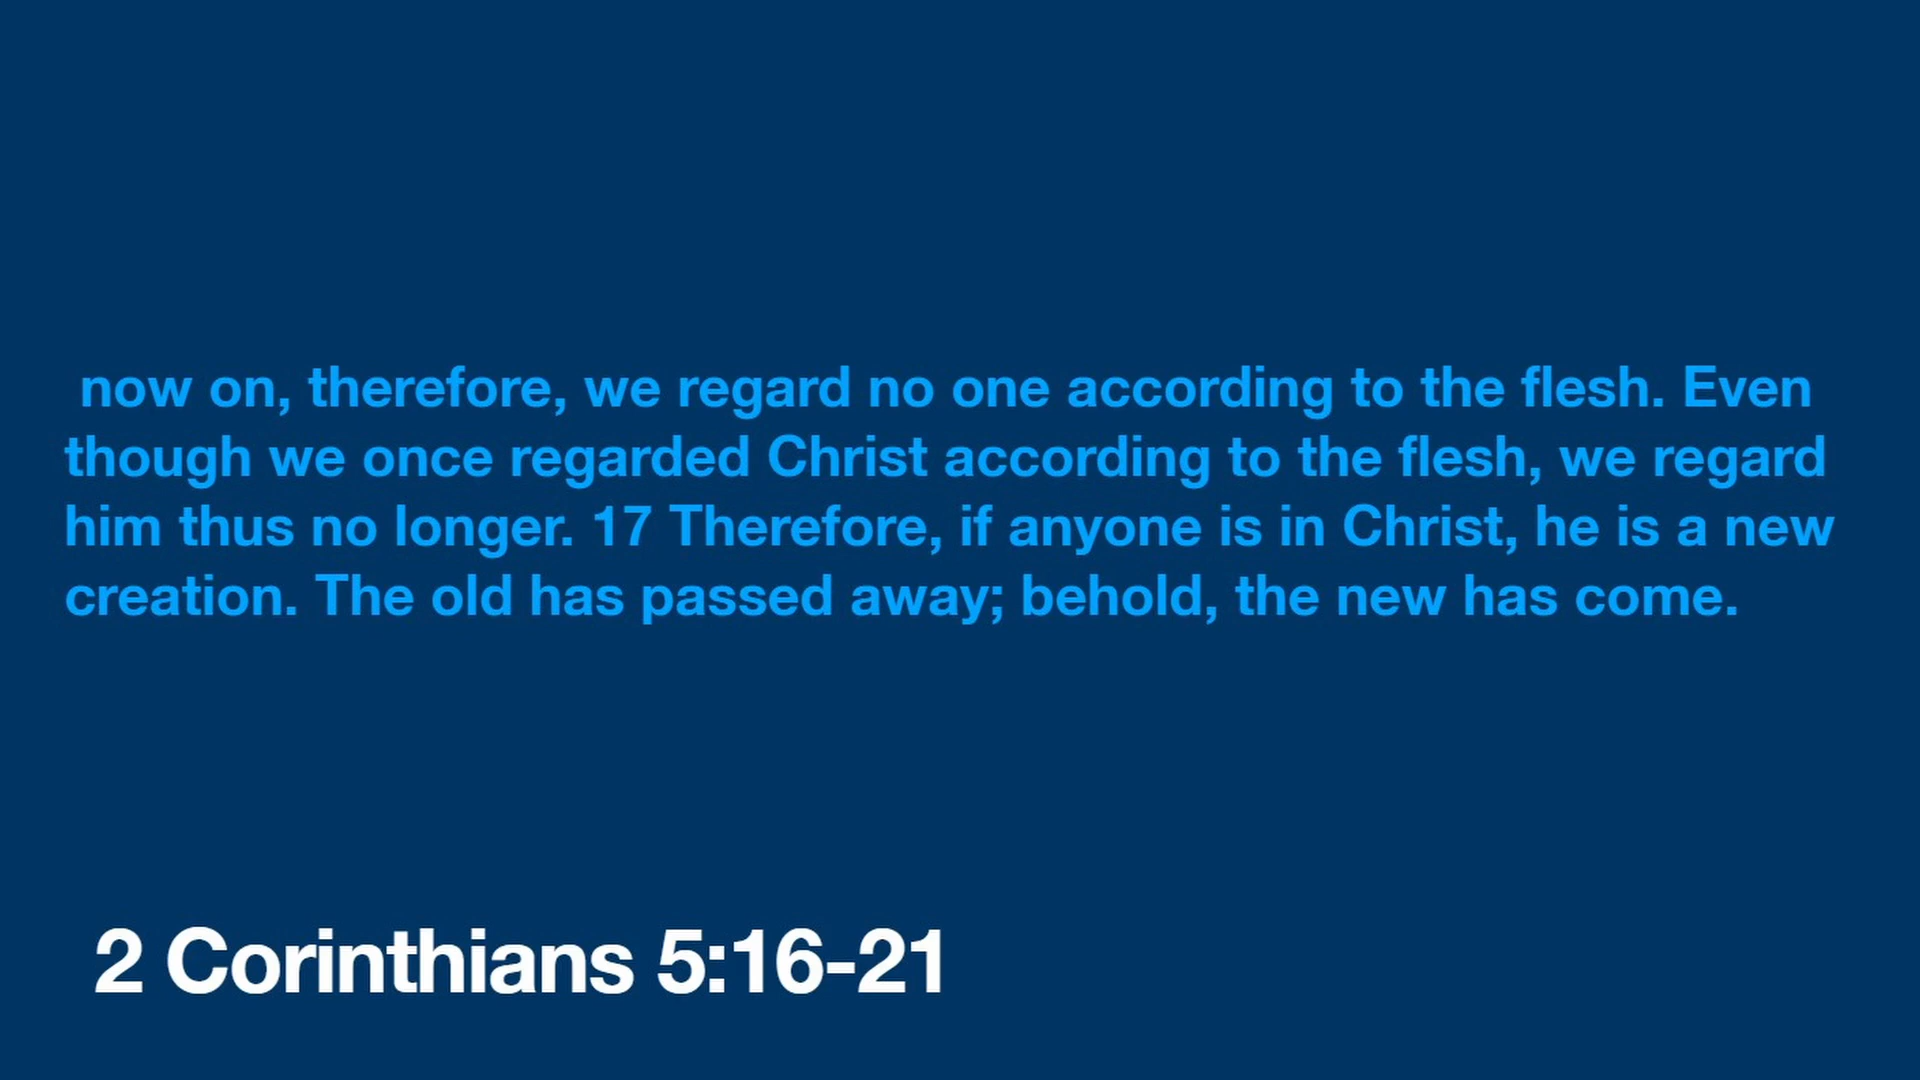 now on, therefore, we regard no one according to the flesh. Even
though we once regarded Christ according to the flesh, we regard
him thus no longer. 17 Therefore, if anyone is in Christ, he is a new
creation. The old has passed away; behold, the new has come.
2 Corinthians 5:16-21